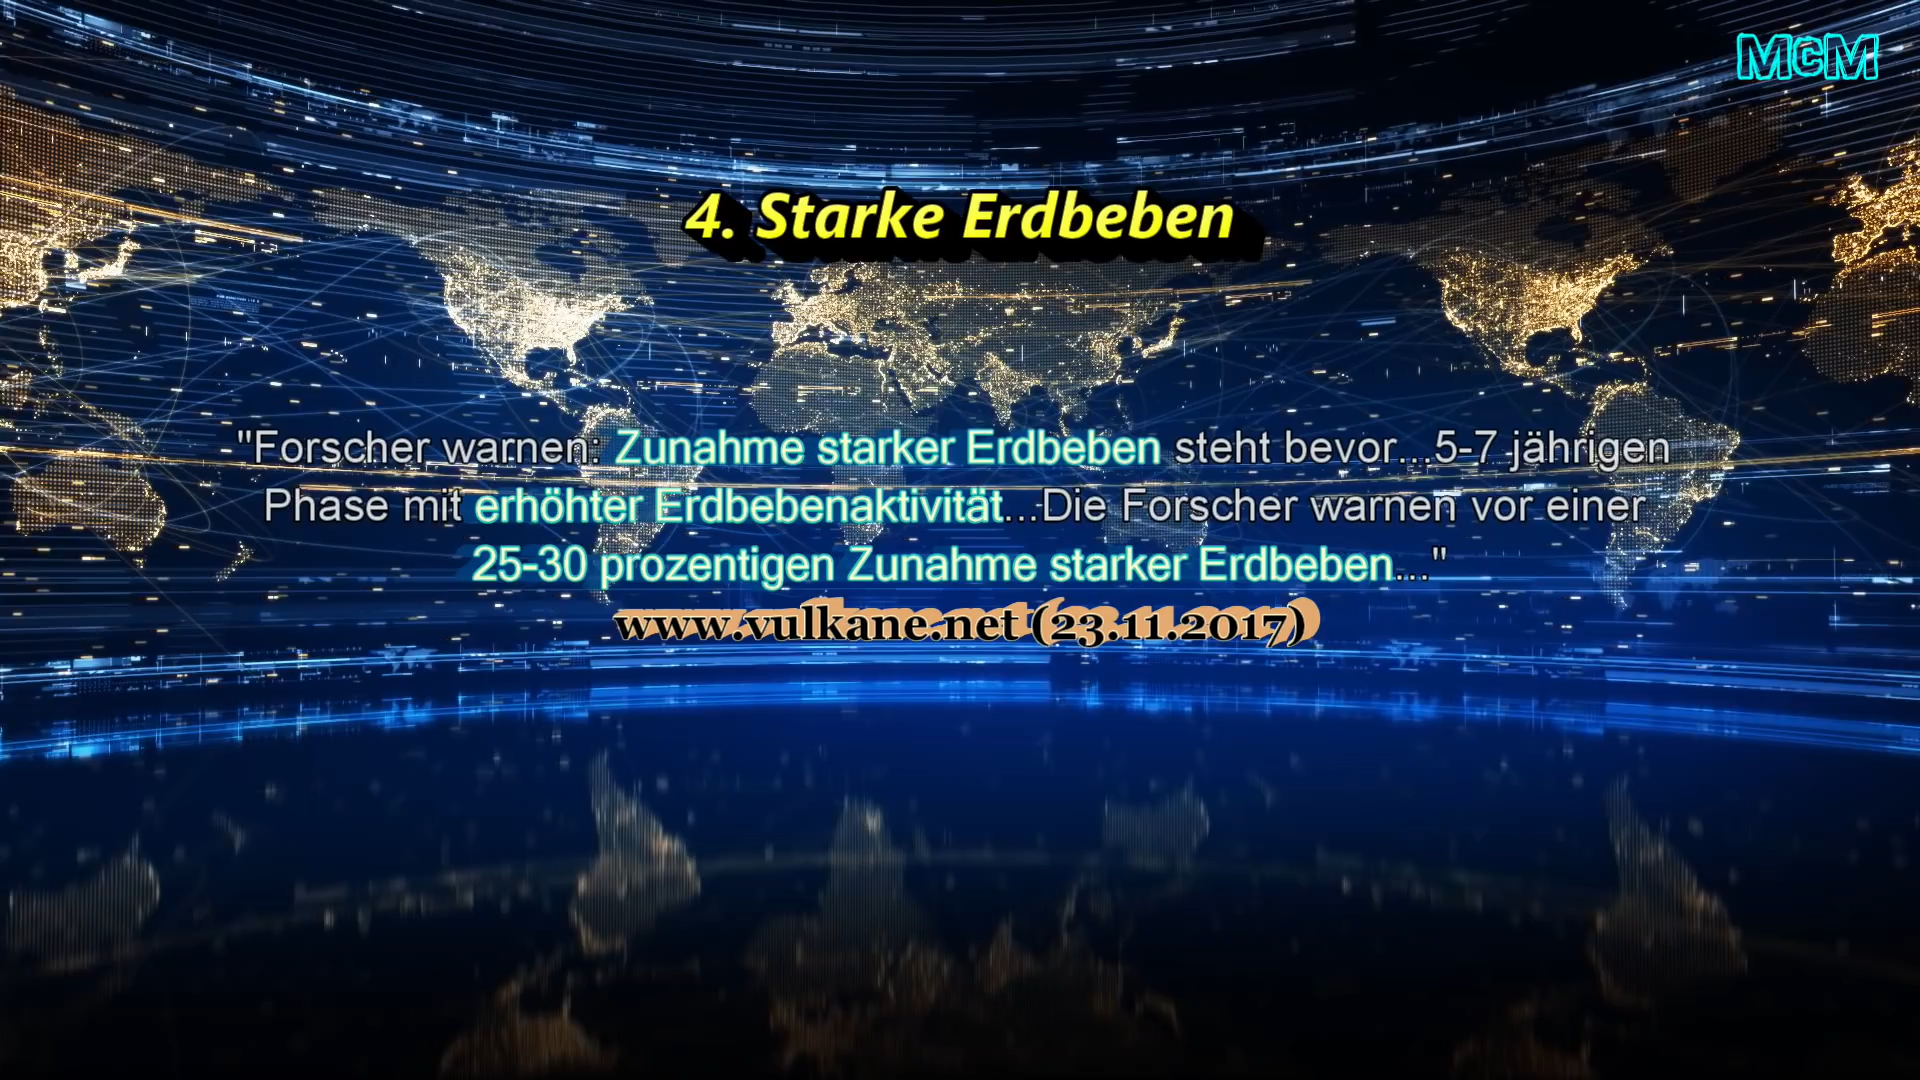 McM
4. Starke Erdbeben
"Forscher warnen: Zunahme starker Erdbeben steht bevor...5-7 jährigen
Phase mit erhöhter Erdbebenaktivität...Die Forscher warnen vor einer
25-30 prozentigen Zunahme starker Erdbeben..."
www.vulkane.net (23.11.2017)